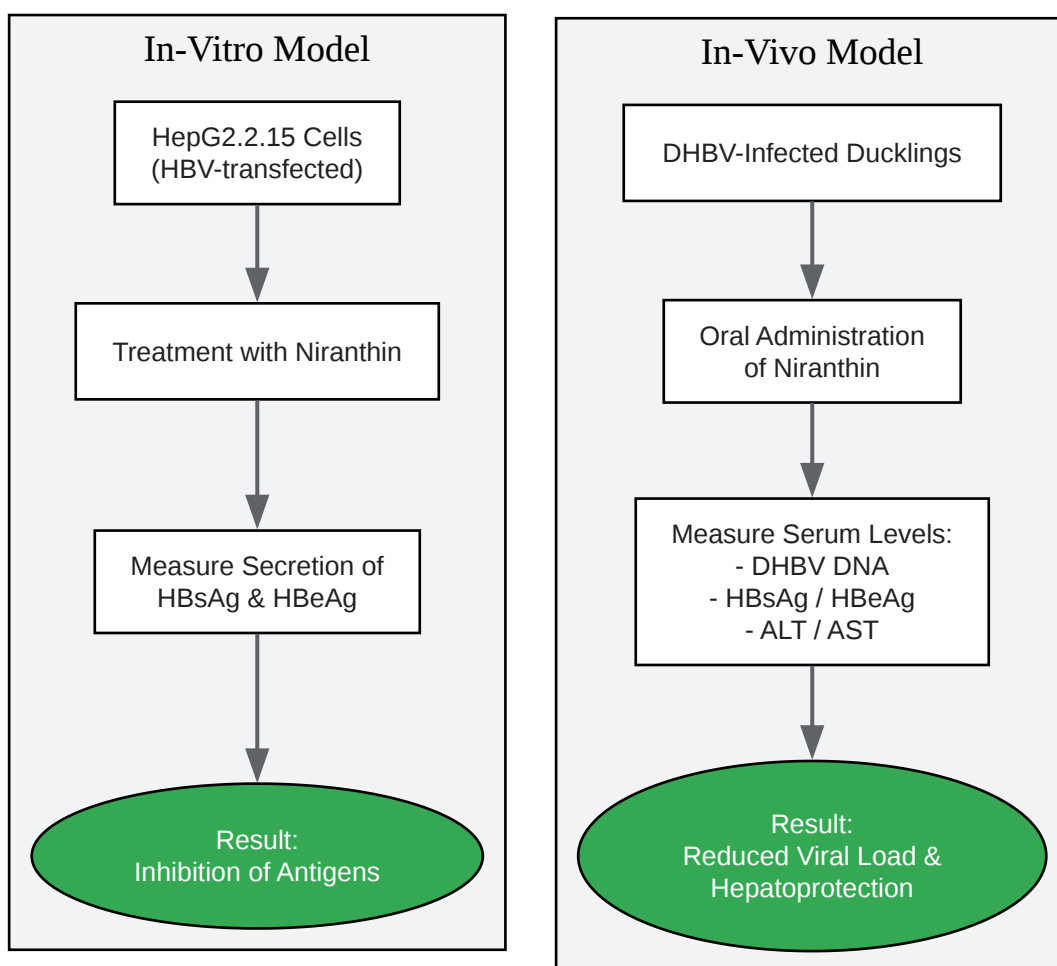 In-Vitro Model
HepG2.2.15 Cells
(HBV-transfected)
Treatment with Niranthin
Measure Secretion of
HBsAg & HBeAg
Result:
Inhibition of Antigens
In-Vivo Model
DHBV-Infected Ducklings
Oral Administration
of Niranthin
Measure Serum Levels:
- DHBV DNA
- HBsAg / HBeAg
- ALT / AST
Result:
Reduced Viral Load &
Hepatoprotection